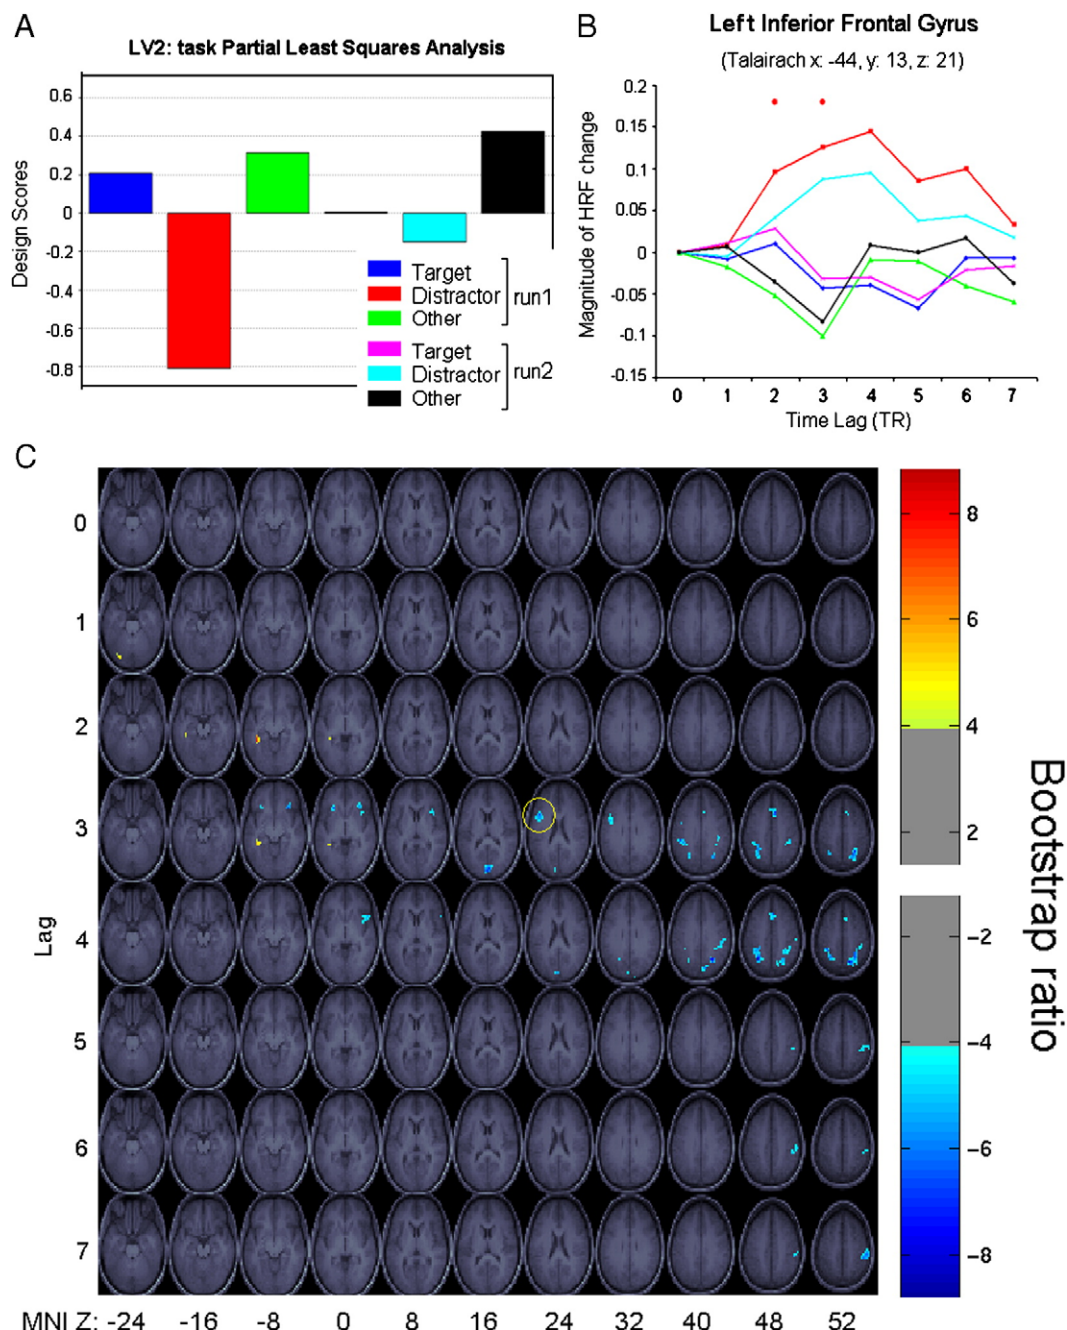 A
LV2: task Partial Least Squares Analysis
Design Scores
0.6
0.4
0.2
0
-0.2
-0.4
-0.6
-0.8
Target
Distractor
Other
run1
Target
Distractor
Other
run2
B
Left Inferior Frontal Gyrus
(Talairach x: -44, y: 13, z: 21)
Magnitude of HRF change
0.2
0.15
0.1
0.05
0
-0.05
-0.1
-0.15
0 1 2 3 4 5 6 7
Time Lag (TR)
C
Lag
0
1
2
3
4
5
6
7
MNI Z: -24 -16 -8 0 8 16 24 32 40 48 52
8
6
4
2
-2
-4
-6
-8
Bootstrap ratio